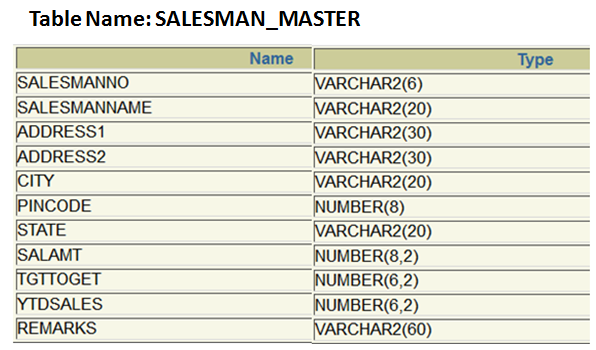 Table Name: SALESMAN_MASTER
Name Type
SALESMANNO VARCHAR2(6)
SALESMANNAME VARCHAR2(20)
ADDRESS1 VARCHAR2(30)
ADDRESS2 VARCHAR2(30)
CITY VARCHAR2(20)
PINCODE NUMBER(8)
STATE VARCHAR2(20)
SALAMT NUMBER(8,2)
TGTTOGET NUMBER(6,2)
YTDSALES NUMBER(6,2)
REMARKS VARCHAR2(60)